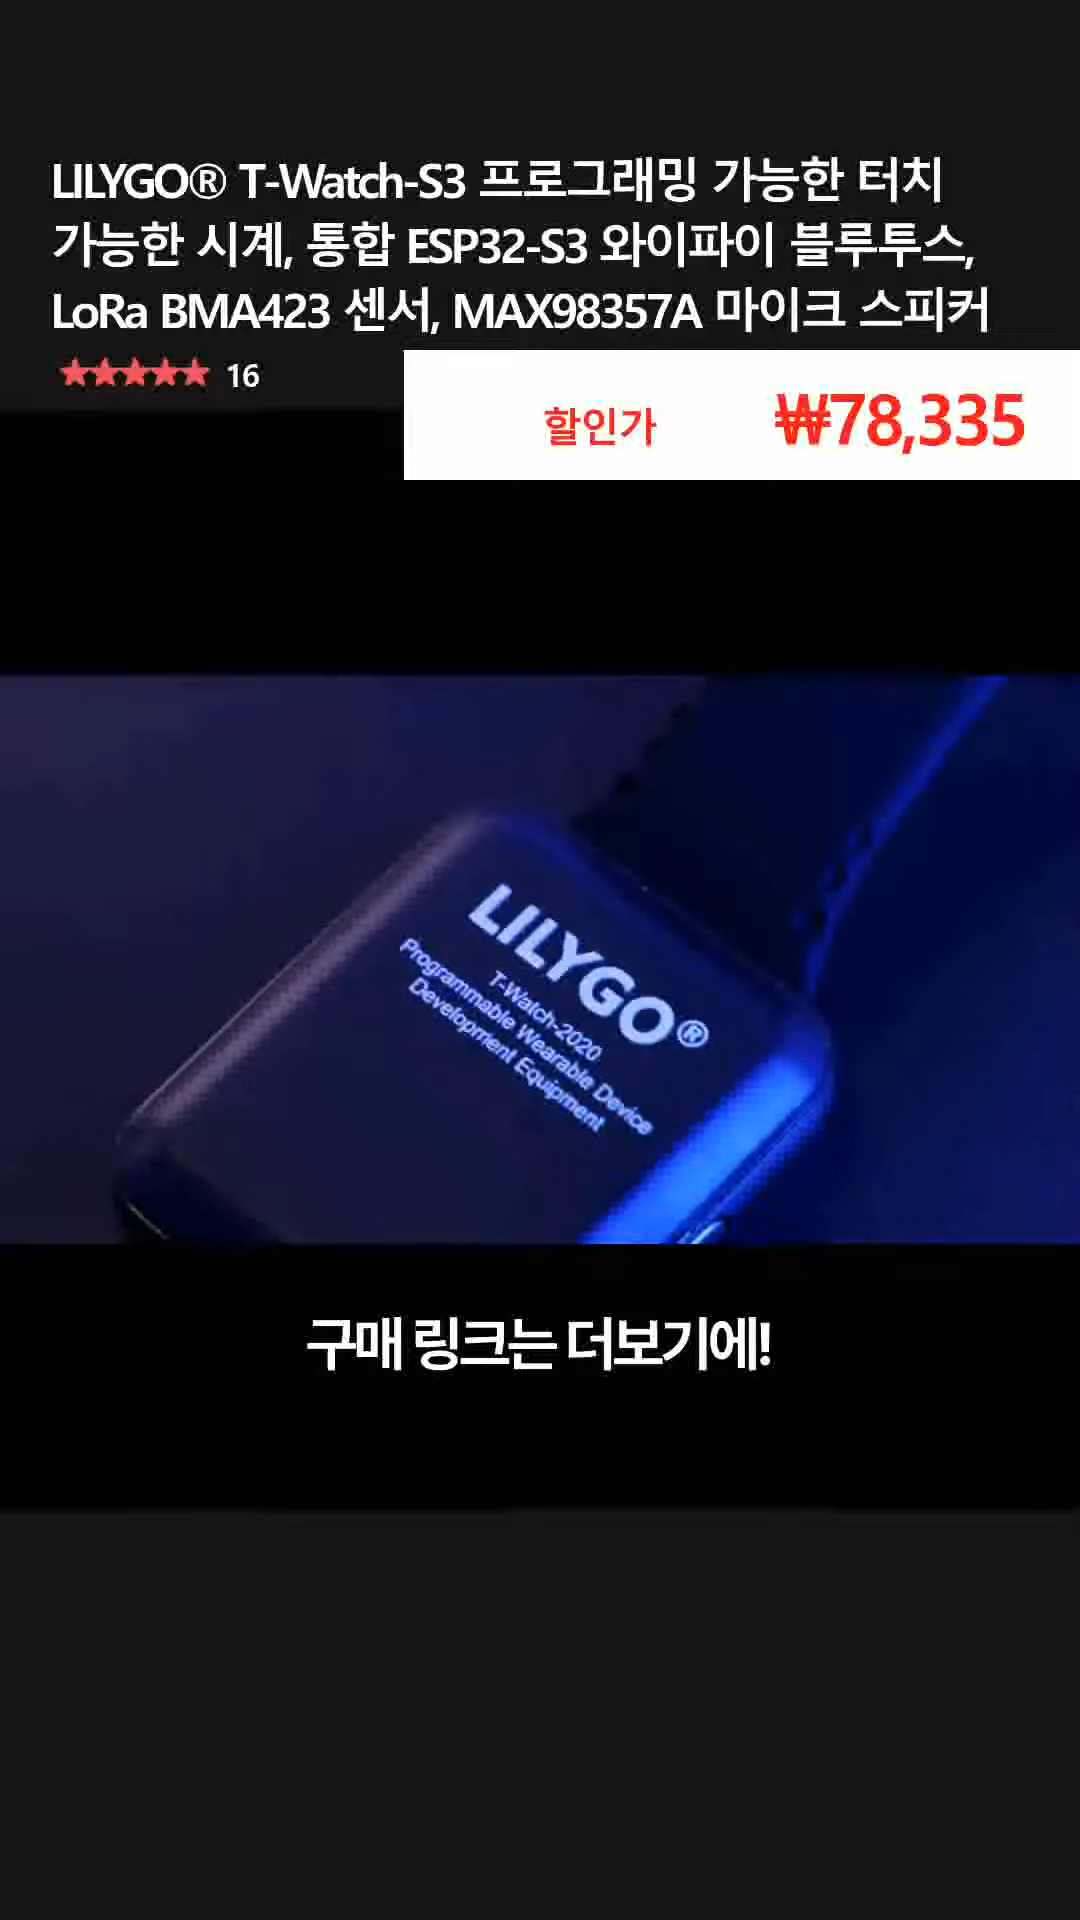 LILYGO® T-Watch-S3 프로그래밍 가능한 터치
가능한 시계, 통합 ESP32-S3 와이파이 블루투스,
LoRa BMA423 센서, MAX98357A 마이크 스피커
★★★★★ 16
할인가 ₩78,335
LILYGO®
T-Watch-2020
Programmable Wearable Device
Development Equipment
구매 링크는 더보기에!